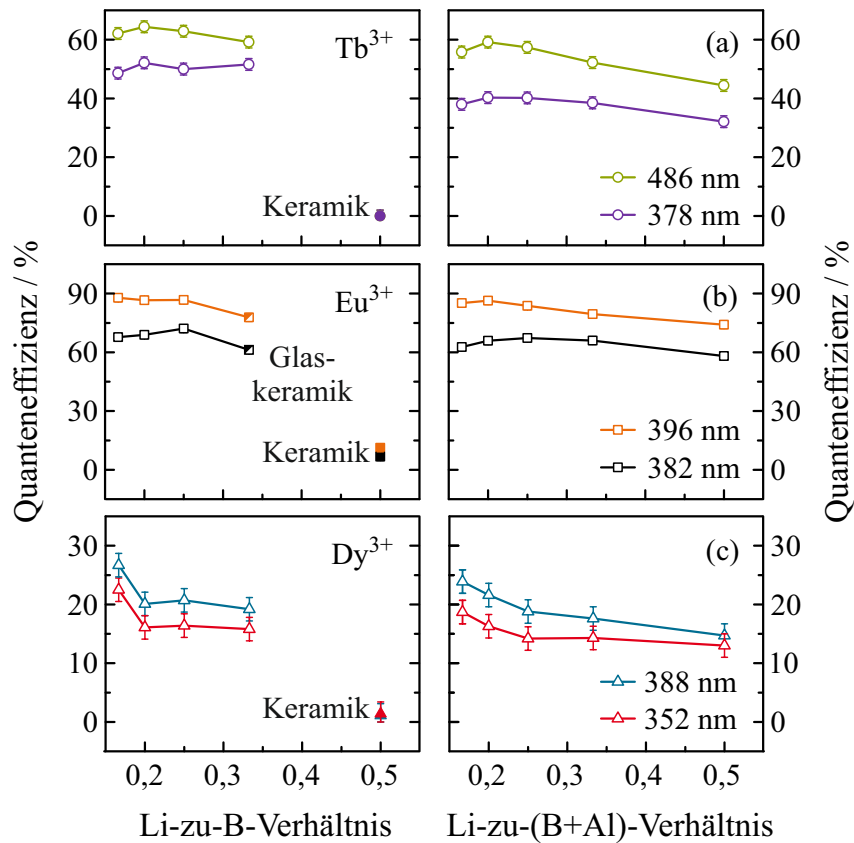 60
40
20
0
Tb³⁺
Keramik
(a)
486 nm
378 nm
60
40
20
0
Quanteneffizienz / %
90
60
30
0
Eu³⁺
Glas-
keramik
Keramik
(b)
396 nm
382 nm
90
60
30
0
Quanteneffizienz / %
30
20
10
0
Dy³⁺
Keramik
(c)
388 nm
352 nm
30
20
10
0
0,2 0,3 0,4 0,5
0,2 0,3 0,4 0,5
Li-zu-B-Verhältnis
Li-zu-(B+Al)-Verhältnis